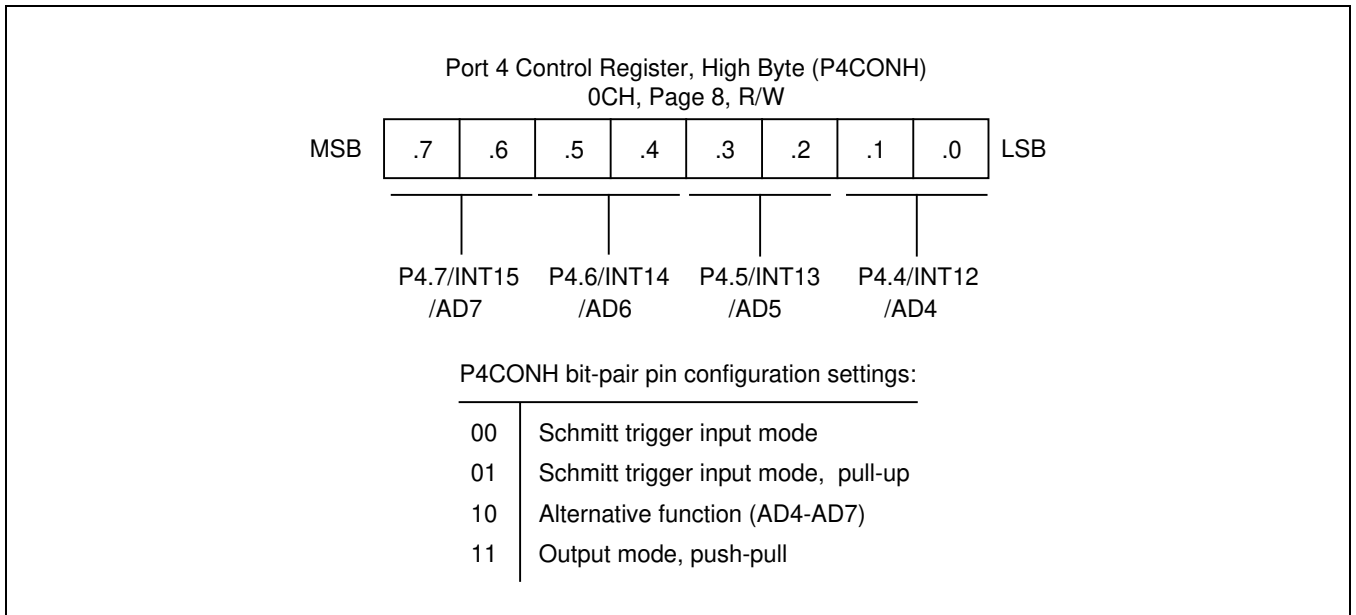 Port 4 Control Register, High Byte (P4CONH)
0CH, Page 8, R/W
MSB .7 .6 .5 .4 .3 .2 .1 .0 LSB
P4.7/INT15 P4.6/INT14 P4.5/INT13 P4.4/INT12
/AD7 /AD6 /AD5 /AD4
P4CONH bit-pair pin configuration settings:
00 Schmitt trigger input mode
01 Schmitt trigger input mode, pull-up
10 Alternative function (AD4-AD7)
11 Output mode, push-pull